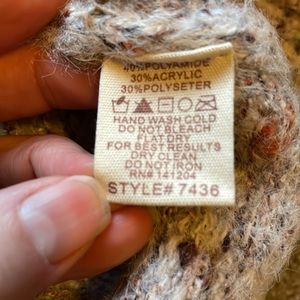 40%POLYAMIDE
30%ACRYLIC
30%POLYSETER
HAND WASH COLD
DO NOT BLEACH
FLAT DRY
FOR BEST RESULTS
DRY CLEAN
DO NOT IRON
RN# 141204
STYLE# 7436